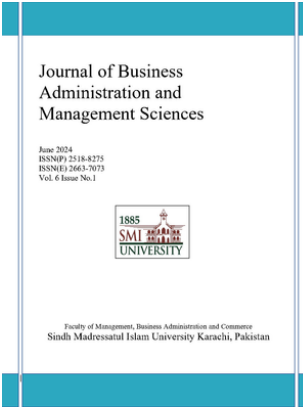 Journal of Business
Administration and
Management Sciences
June 2024
ISSN(P) 2518-8275
ISSN(E) 2663-7073
Vol. 6 Issue No.1
1885
SMI
UNIVERSITY
Faculty of Management, Business Administration and Commerce
Sindh Madressatul Islam University Karachi, Pakistan